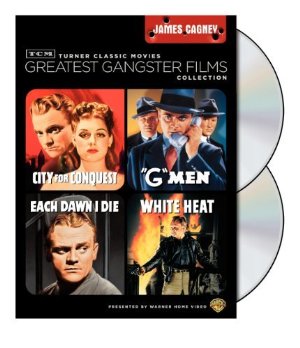 JAMES CAGNEY
TCM TURNER CLASSIC MOVIES
GREATEST GANGSTER FILMS
COLLECTION
CITY FOR CONQUEST
"G" MEN
EACH DAWN I DIE
WHITE HEAT
PRESENTED BY WARNER HOME VIDEO
WB